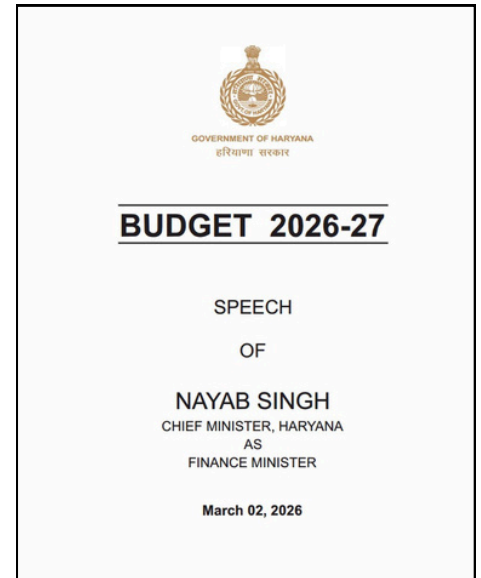 GOVERNMENT OF HARYANA
हरियाणा सरकार
BUDGET 2026-27
SPEECH
OF
NAYAB SINGH
CHIEF MINISTER, HARYANA
AS
FINANCE MINISTER
March 02, 2026